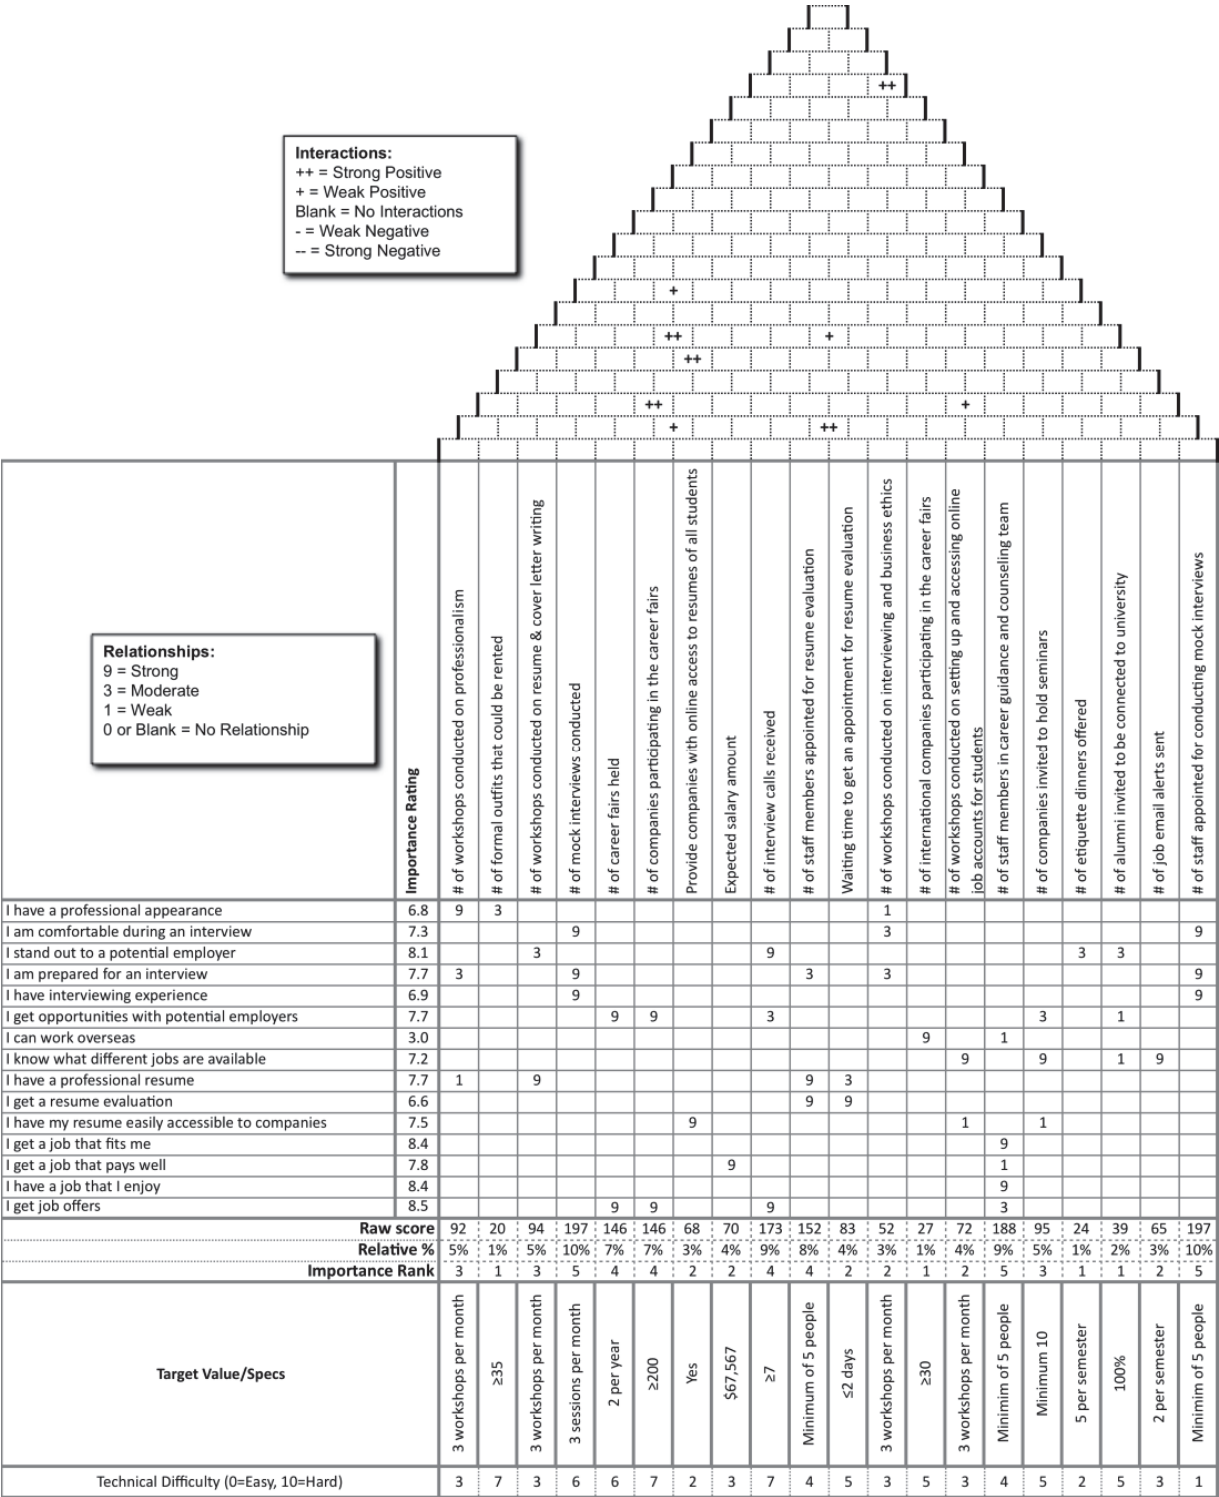 ++
Interactions:
++ = Strong Positive
+ = Weak Positive
Blank = No Interactions
- = Weak Negative
-- = Strong Negative
+
++ +
++
++ +
+ ++
Relationships:
9 = Strong
3 = Moderate
1 = Weak
0 or Blank = No Relationship
Importance Rating
# of workshops conducted on professionalism
# of formal outfits that could be rented
# of workshops conducted on resume & cover letter writing
# of mock interviews conducted
# of career fairs held
# of companies participating in the career fairs
Provide companies with online access to resumes of all students
Expected salary amount
# of interview calls received
# of staff members appointed for resume evaluation
Waiting time to get an appointment for resume evaluation
# of workshops conducted on interviewing and business ethics
# of international companies participating in the career fairs
# of workshops conducted on setting up and accessing online
job accounts for students
# of staff members in career guidance and counseling team
# of companies invited to hold seminars
# of etiquette dinners offered
# of alumni invited to be connected to university
# of job email alerts sent
# of staff appointed for conducting mock interviews
I have a professional appearance 6.8 9 3 1
I am comfortable during an interview 7.3 9 3 9
I stand out to a potential employer 8.1 3 9 3 3
I am prepared for an interview 7.7 3 9 3 3 9
I have interviewing experience 6.9 9 9
I get opportunities with potential employers 7.7 9 9 3 3 1
I can work overseas 3.0 9 1
I know what different jobs are available 7.2 9 9 1 9
I have a professional resume 7.7 1 9 9 3
I get a resume evaluation 6.6 9 9
I have my resume easily accessible to companies 7.5 9 1 1
I get a job that fits me 8.4 9
I get a job that pays well 7.8 9 1
I have a job that I enjoy 8.4 9
I get job offers 8.5 9 9 9 3
Raw score 92 20 94 197 146 146 68 70 173 152 83 52 27 72 188 95 24 39 65 197
Relative % 5% 1% 5% 10% 7% 7% 3% 4% 9% 8% 4% 3% 1% 4% 9% 5% 1% 2% 3% 10%
Importance Rank 3 1 3 5 4 4 2 2 4 4 2 2 1 2 5 3 1 1 2 5
Target Value/Specs
3 workshops per month
≥35
3 workshops per month
3 sessions per month
2 per year
≥200
Yes
$67,567
≥7
Minimum of 5 people
≤2 days
3 workshops per month
≥30
3 workshops per month
Minimim of 5 people
Minimum 10
5 per semester
100%
2 per semester
Minimim of 5 people
Technical Difficulty (0=Easy, 10=Hard) 3 7 3 6 6 7 2 3 7 4 5 3 5 3 4 5 2 5 3 1